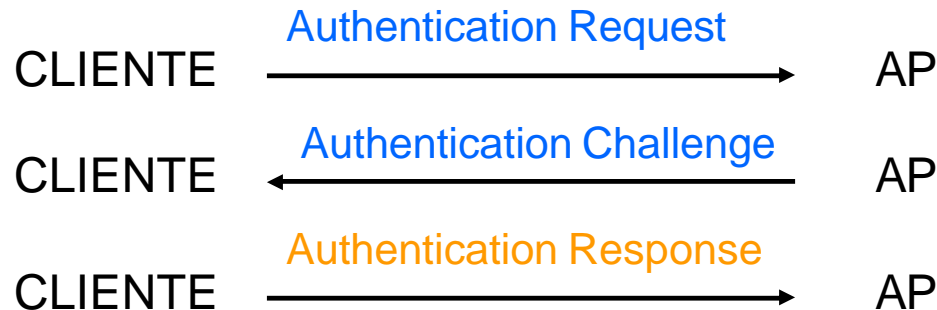 Authentication Request
CLIENTE AP
Authentication Challenge
CLIENTE AP
Authentication Response
CLIENTE AP